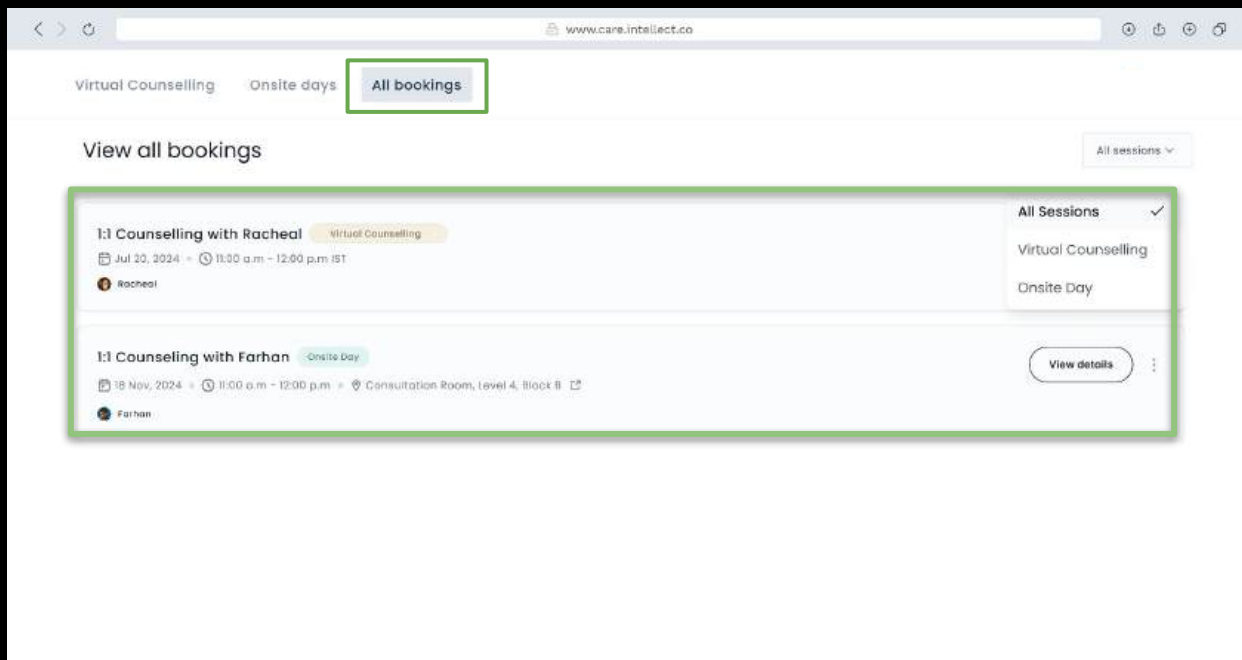 www.care.intellect.co
Virtual Counselling Onsite days All bookings
View all bookings
All sessions
1:1 Counselling with Racheal Virtual Counselling
Jul 20, 2024 11:00 a.m - 12:00 p.m IST
Racheal
All Sessions
Virtual Counselling
Onsite Day
1:1 Counseling with Farhan Onsite Day
18 Nov, 2024 11:00 a.m - 12:00 p.m Consultation Room, Level 4, Block B
Farhan
View details